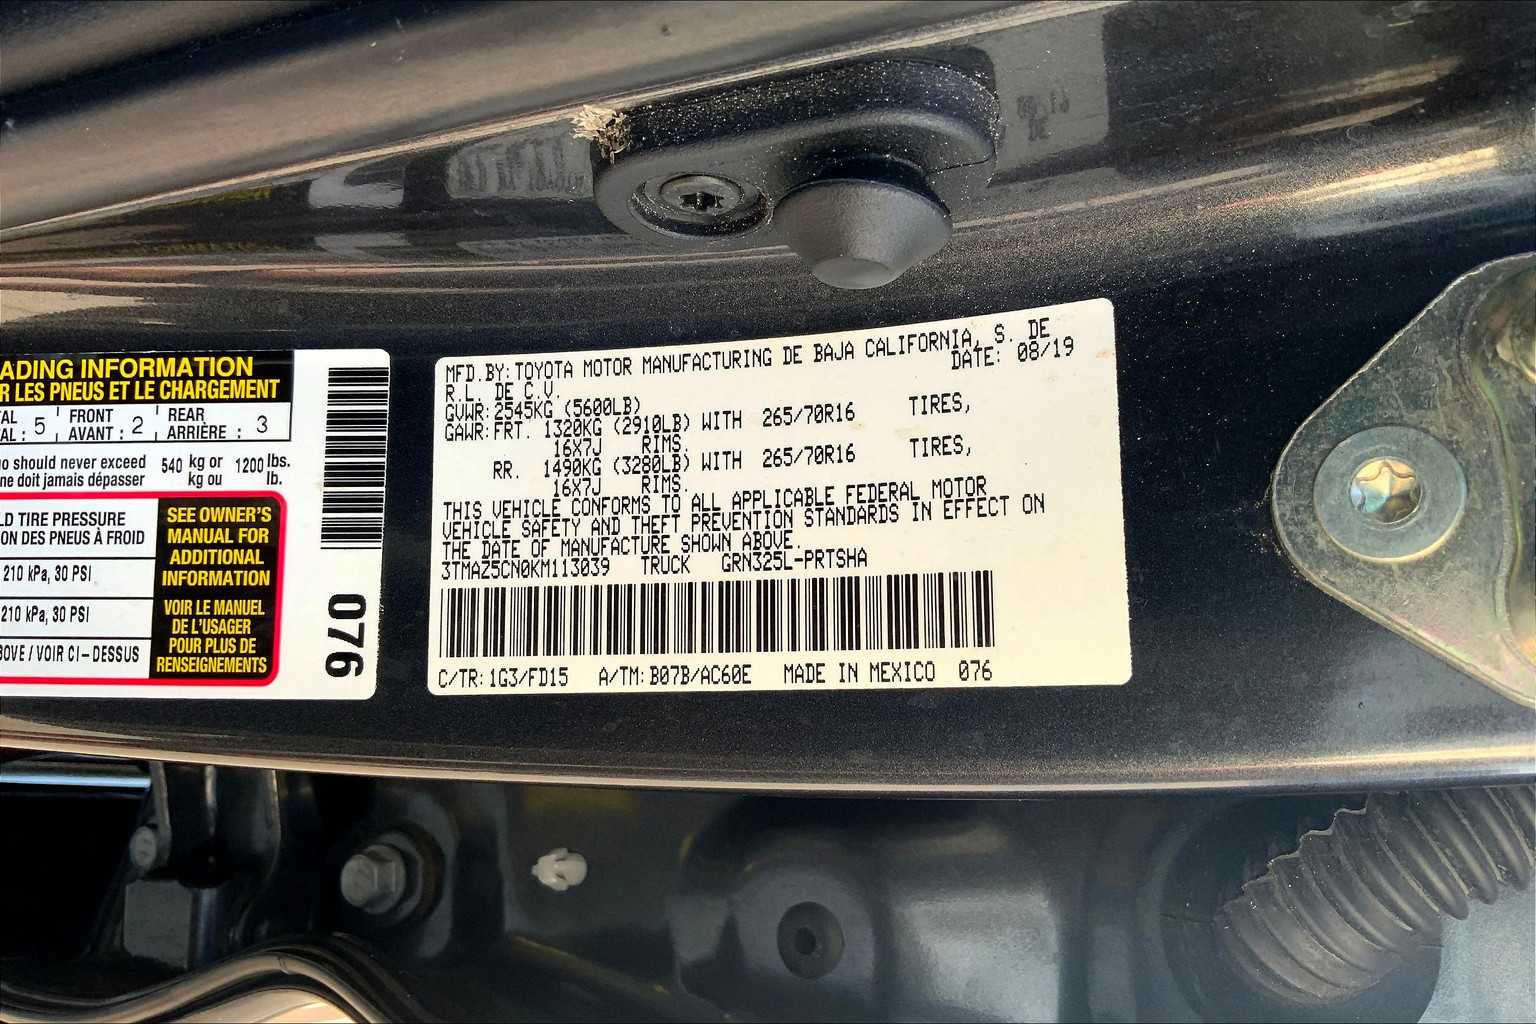 ADING INFORMATION
R LES PNEUS ET LE CHARGEMENT
5 FRONT AVANT : 2 REAR ARRIÈRE : 3
should never exceed
ne doit jamais dépasser
540 kg or
kg ou
1200 lbs.
lb.
LD TIRE PRESSURE
ON DES PNEUS À FROID
210 kPa, 30 PSI
210 kPa, 30 PSI
BOVE / VOIR CI-DESSUS
SEE OWNER'S
MANUAL FOR
ADDITIONAL
INFORMATION
VOIR LE MANUEL
DE L'USAGER
POUR PLUS DE
RENSEIGNEMENTS
076
MFD.BY: TOYOTA MOTOR MANUFACTURING DE BAJA CALIFORNIA, S. DE
R.L. DE C.V. DATE: 08/19
GVWR: 2545KG (5600LB)
GAWR: FRT. 1320KG (2910LB) WITH 265/70R16 TIRES,
16X7J RIMS.
RR. 1490KG (3280LB) WITH 265/70R16 TIRES,
16X7J RIMS.
THIS VEHICLE CONFORMS TO ALL APPLICABLE FEDERAL MOTOR
VEHICLE SAFETY AND THEFT PREVENTION STANDARDS IN EFFECT ON
THE DATE OF MANUFACTURE SHOWN ABOVE.
3TMAZ5CN0KM113039 TRUCK GRN325L-PRTSHA
C/TR: 1G3/FD15 A/TM: B07B/AC60E MADE IN MEXICO 076